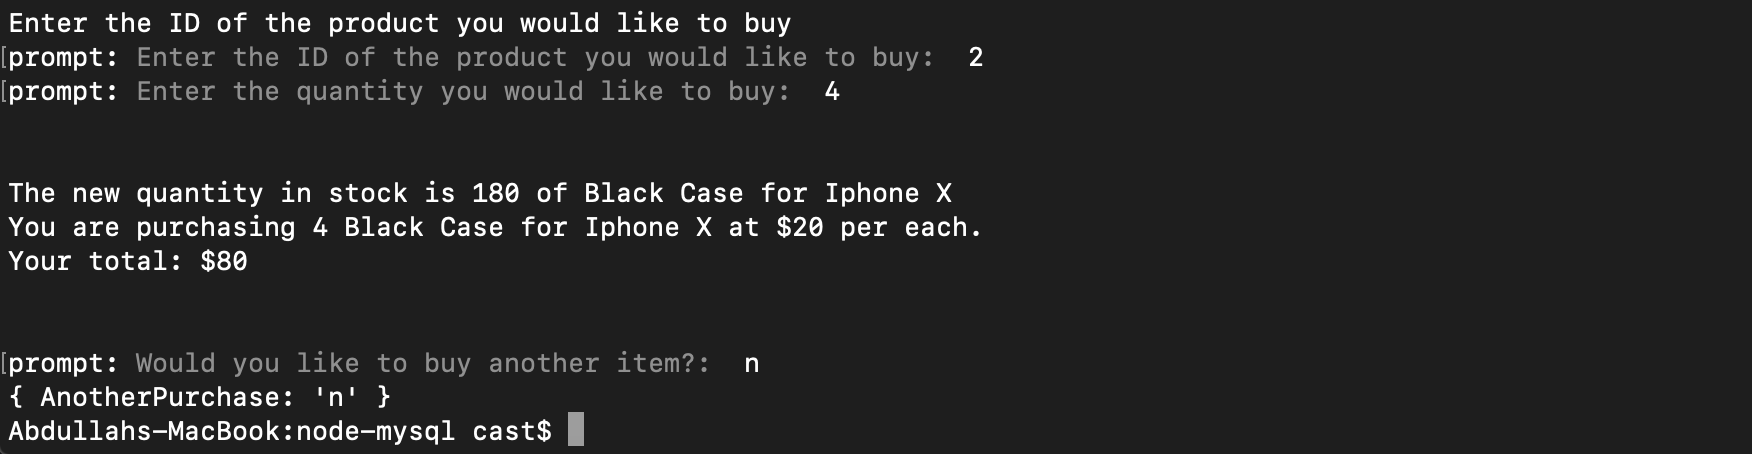 Enter the ID of the product you would like to buy
[prompt: Enter the ID of the product you would like to buy:  2
[prompt: Enter the quantity you would like to buy:  4
The new quantity in stock is 180 of Black Case for Iphone X
You are purchasing 4 Black Case for Iphone X at $20 per each.
Your total: $80
[prompt: Would you like to buy another item?:  n
{ AnotherPurchase: 'n' }
Abdullahs-MacBook:node-mysql cast$